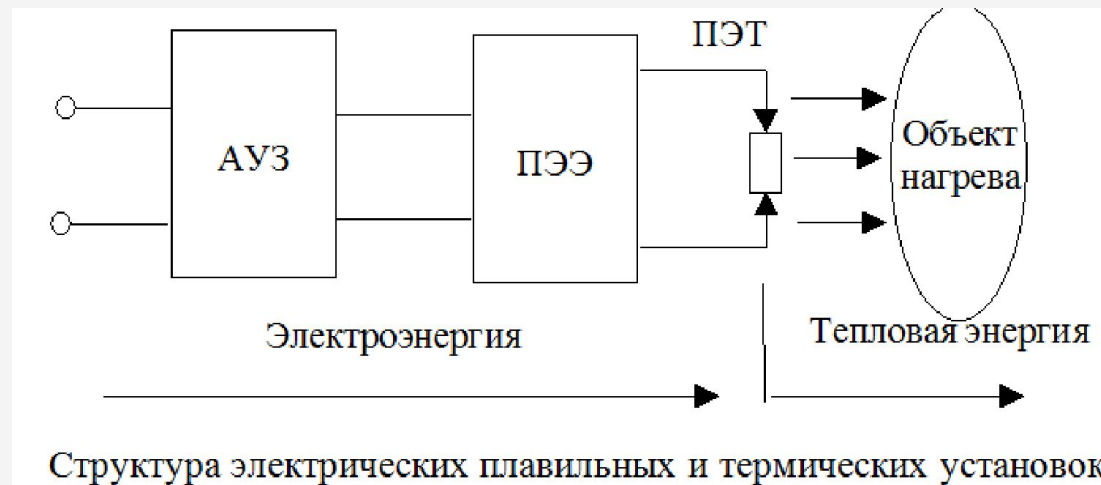 ПЭТ
АУЗ
ПЭЭ
Объект
нагрева
Электроэнергия
Тепловая энергия
Структура электрических плавильных и термических установок